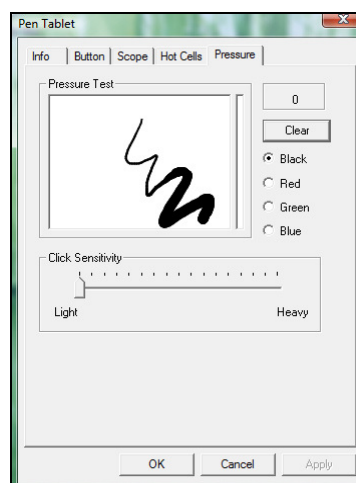 Pen Tablet
Info Button Scope Hot Cells Pressure
Pressure Test
0
Clear
Black
Red
Green
Blue
Click Sensitivity
Light Heavy
OK Cancel Apply